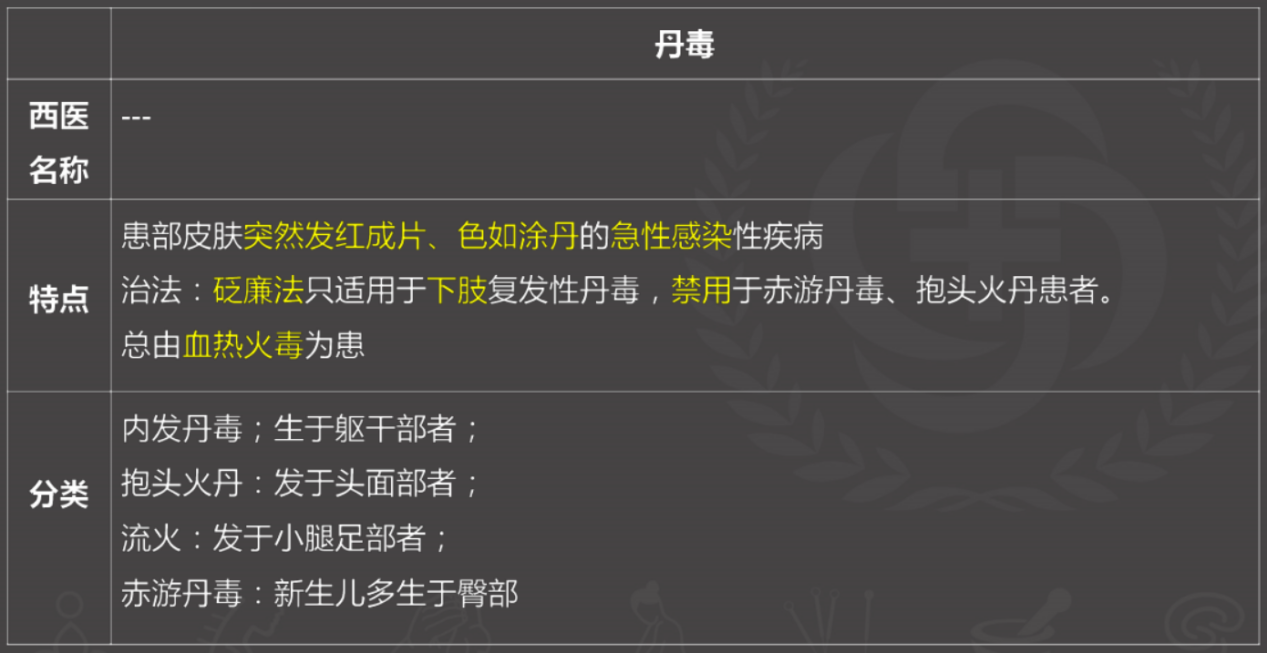 丹毒
西医
名称
---
特点
患部皮肤突然发红成片、色如涂丹的急性感染性疾病
治法：砭廉法只适用于下肢复发性丹毒，禁用于赤游丹毒、抱头火丹患者。
总由血热火毒为患
分类
内发丹毒；生于躯干部者；
抱头火丹：发于头面部者；
流火：发于小腿足部者；
赤游丹毒：新生儿多生于臀部